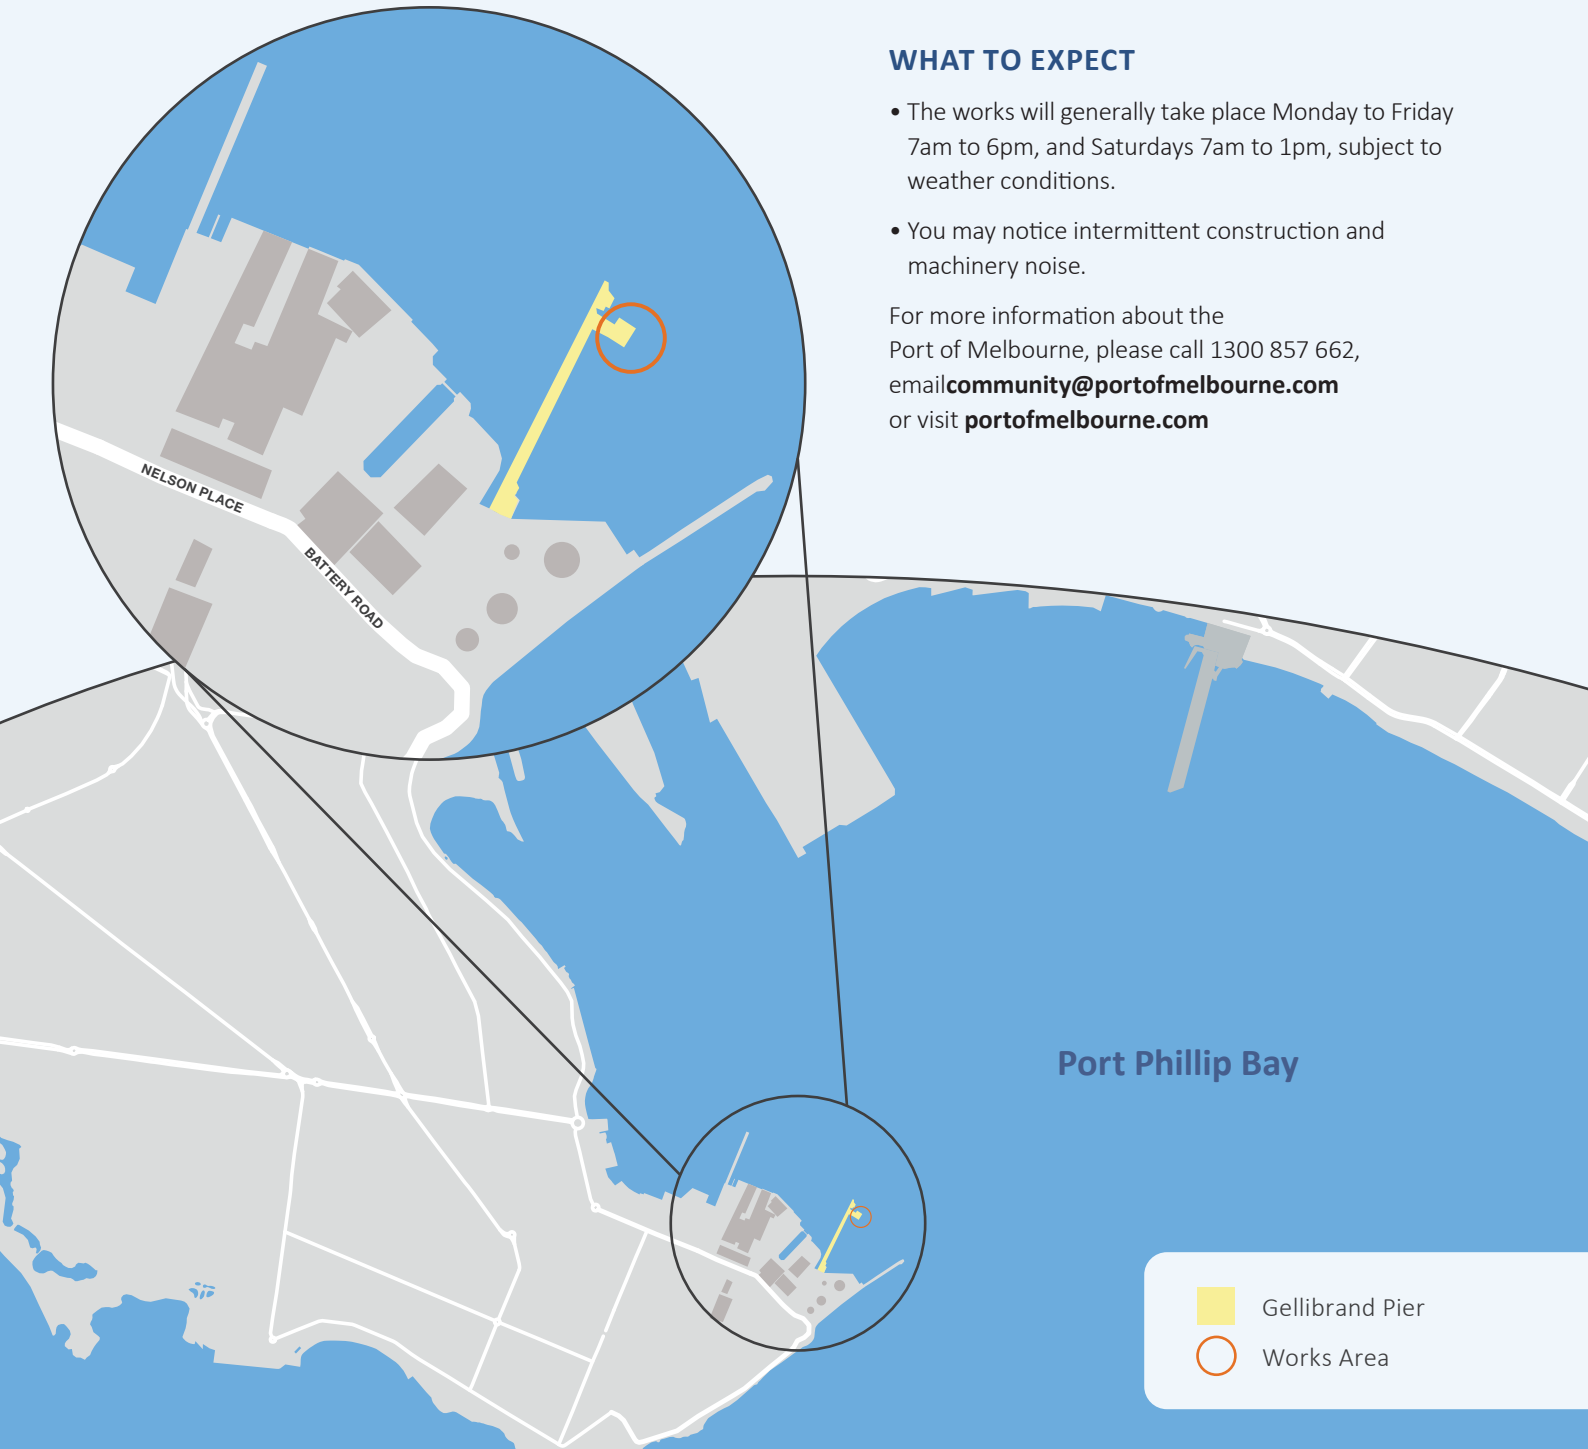 WHAT TO EXPECT
• The works will generally take place Monday to Friday
7am to 6pm, and Saturdays 7am to 1pm, subject to
weather conditions.
• You may notice intermittent construction and
machinery noise.
For more information about the
Port of Melbourne, please call 1300 857 662,
emailcommunity@portofmelbourne.com
or visit portofmelbourne.com
NELSON PLACE
BATTERY ROAD
Port Phillip Bay
Gellibrand Pier
Works Area